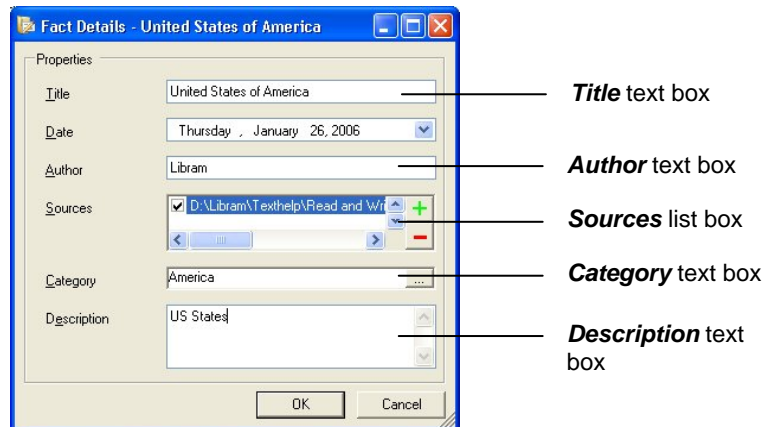 Fact Details - United States of America
Properties
Title
United States of America
Title text box
Date
Thursday , January 26, 2006
Author
Libram
Author text box
Sources
D:\Libram\Texthelp\Read and Wri
Sources list box
Category
America
...
Category text box
Description
US States
Description text
box
OK
Cancel